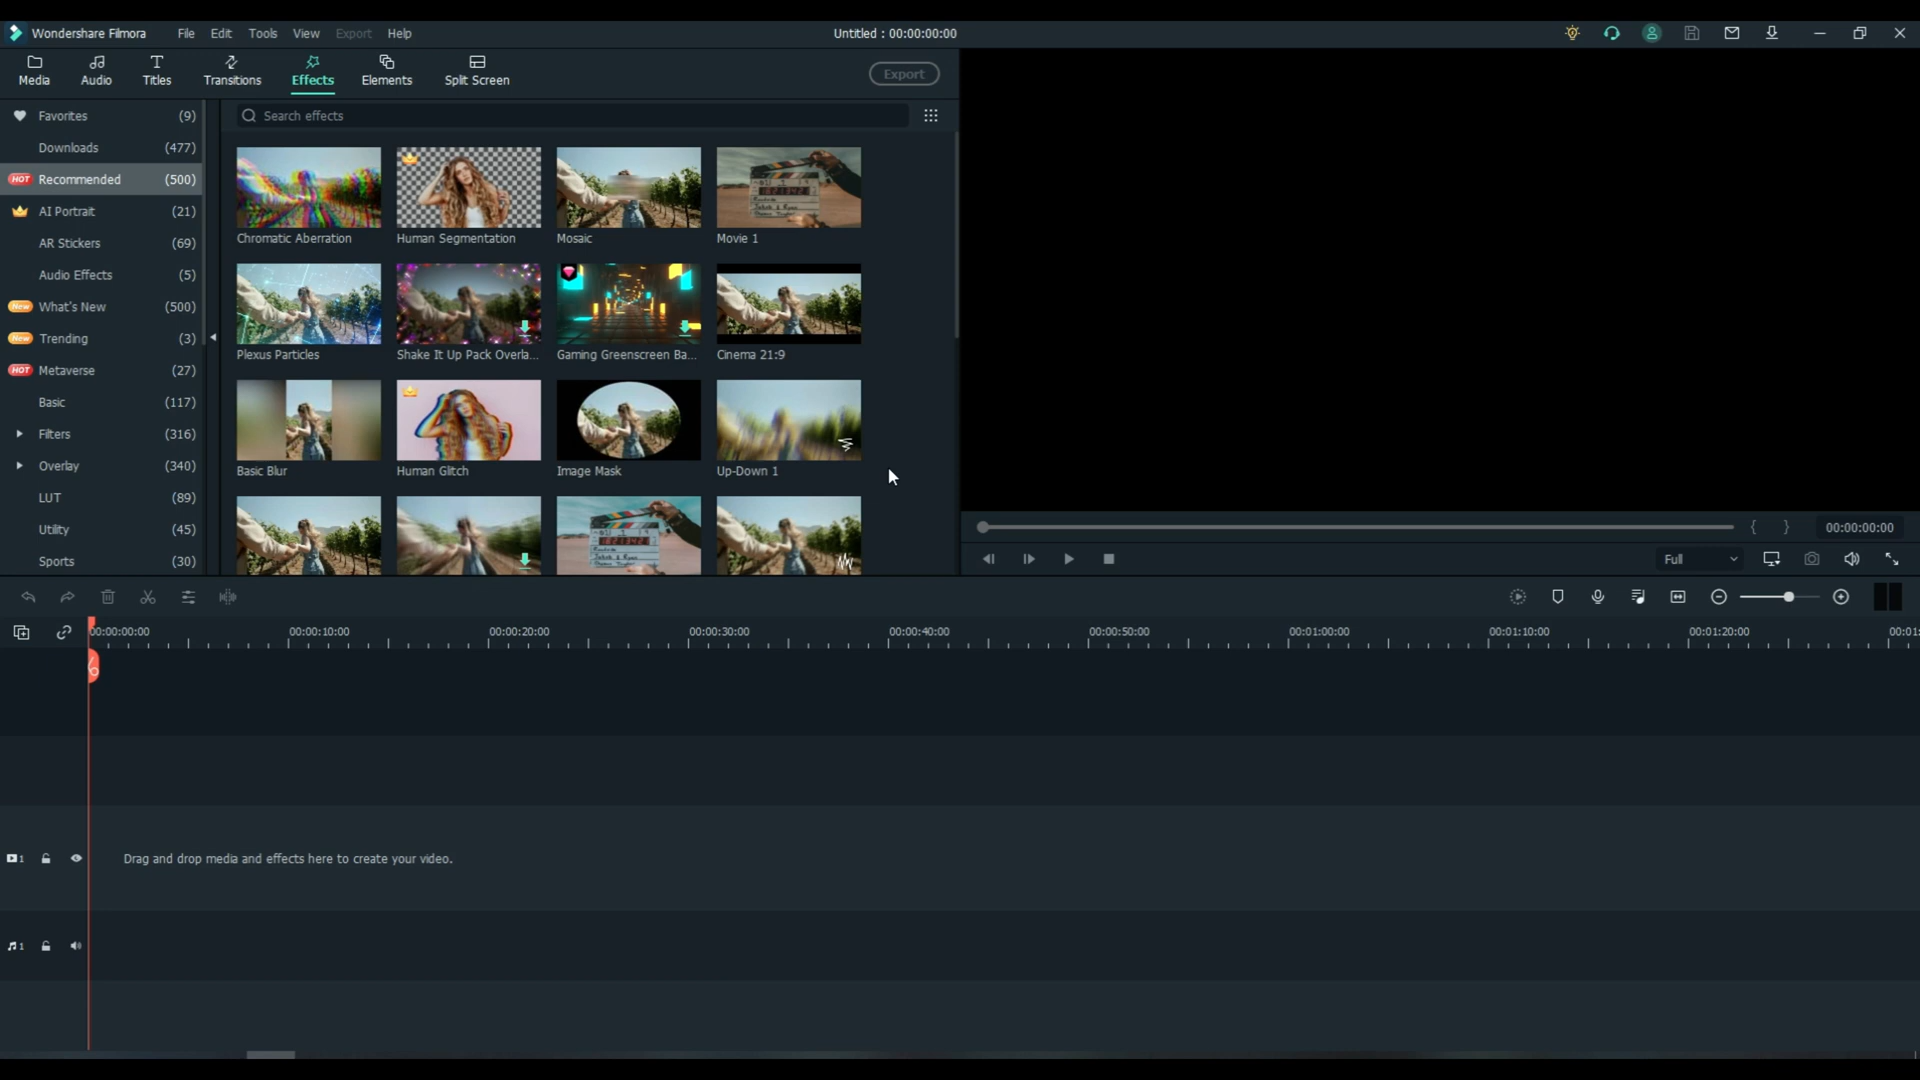 Wondershare Filmora File Edit Tools View Export Help Untitled : 00:00:00:00
Media Audio Titles Transitions Effects Elements Split Screen Export
Favorites (9)
Downloads (477)
HOT Recommended (500)
AI Portrait (21)
AR Stickers (69)
Audio Effects (5)
New What's New (500)
New Trending (3)
HOT Metaverse (27)
Basic (117)
Filters (316)
Overlay (340)
LUT (89)
Utility (45)
Sports (30)
Search effects
Chromatic Aberration Human Segmentation Mosaic Movie 1
Plexus Particles Shake It Up Pack Overla... Gaming Greenscreen Ba... Cinema 21:9
Basic Blur Human Glitch Image Mask Up-Down 1
{ } 00:00:00:00
Full
00:00:00:00 00:00:10:00 00:00:20:00 00:00:30:00 00:00:40:00 00:00:50:00 00:01:00:00 00:01:10:00 00:01:20:00 00:01:
1 Drag and drop media and effects here to create your video.
1